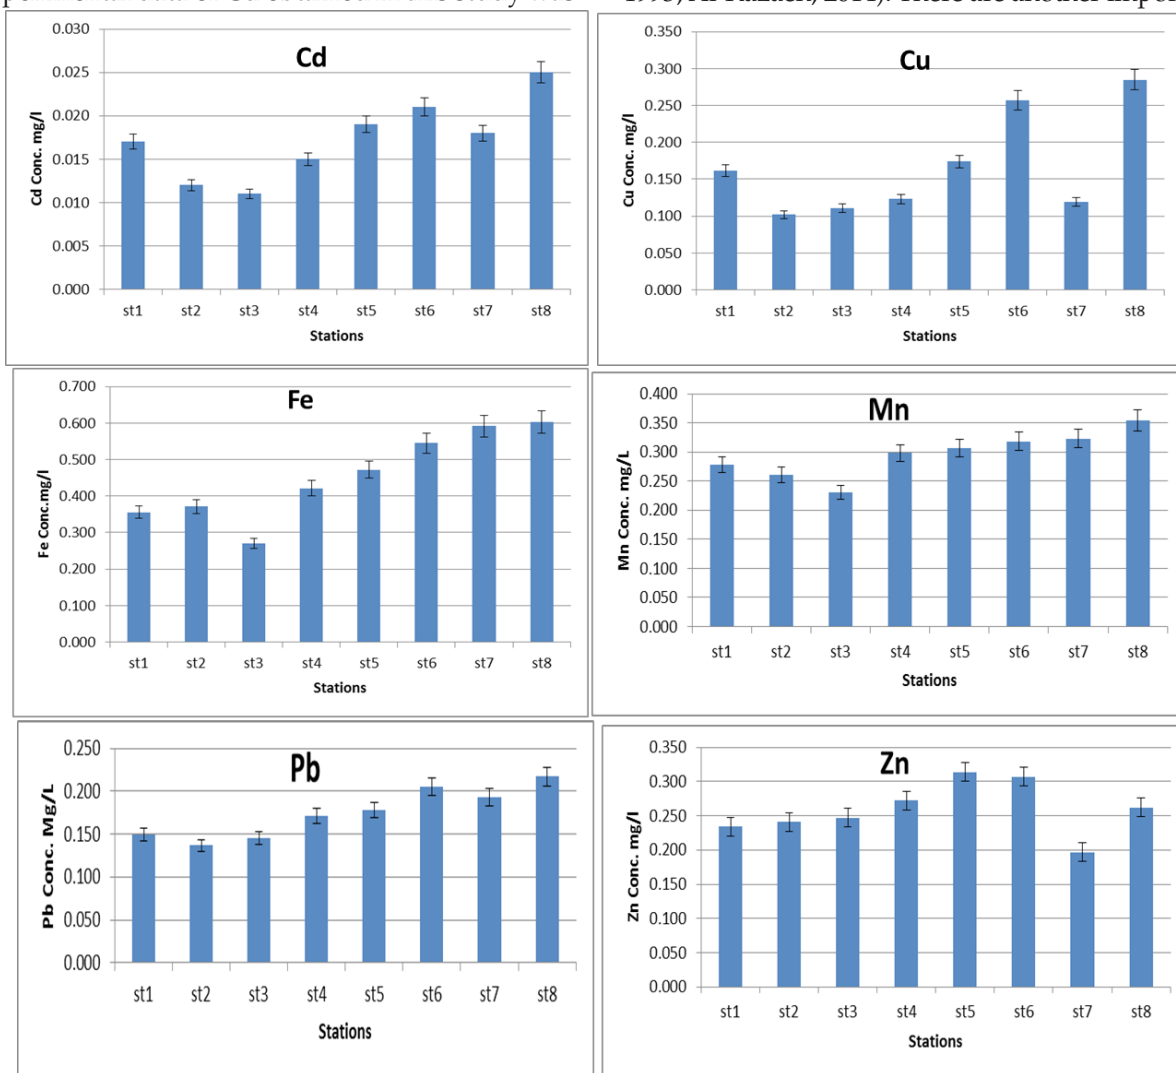 1995; Al-Razack, 2011). There are another impor
Cd
Cd Conc. mg/l
0.030
0.025
0.020
0.015
0.010
0.005
0.000
st1 st2 st3 st4 st5 st6 st7 st8
Stations
Cu
Cu Conc. mg/l
0.350
0.300
0.250
0.200
0.150
0.100
0.050
0.000
st1 st2 st3 st4 st5 st6 st7 st8
Stations
Fe
Fe Conc.mg/l
0.700
0.600
0.500
0.400
0.300
0.200
0.100
0.000
st1 st2 st3 st4 st5 st6 st7 st8
Stations
Mn
Mn Conc. mg/L
0.400
0.350
0.300
0.250
0.200
0.150
0.100
0.050
0.000
st1 st2 st3 st4 st5 st6 st7 st8
Stations
Pb
Pb Conc. Mg/L
0.250
0.200
0.150
0.100
0.050
0.000
st1 st2 st3 st4 st5 st6 st7 st8
Stations
Zn
Zn Conc. mg/l
0.350
0.300
0.250
0.200
0.150
0.100
0.050
0.000
st1 st2 st3 st4 st5 st6 st7 st8
Stations